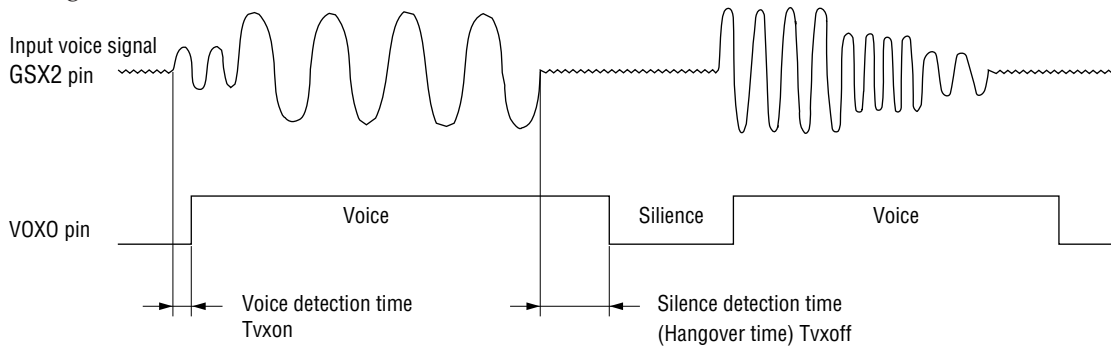 Input voice signal
GSX2 pin
VOXO pin
Voice
Silience
Voice
Voice detection time
Tvxon
Silence detection time
(Hangover time) Tvxoff